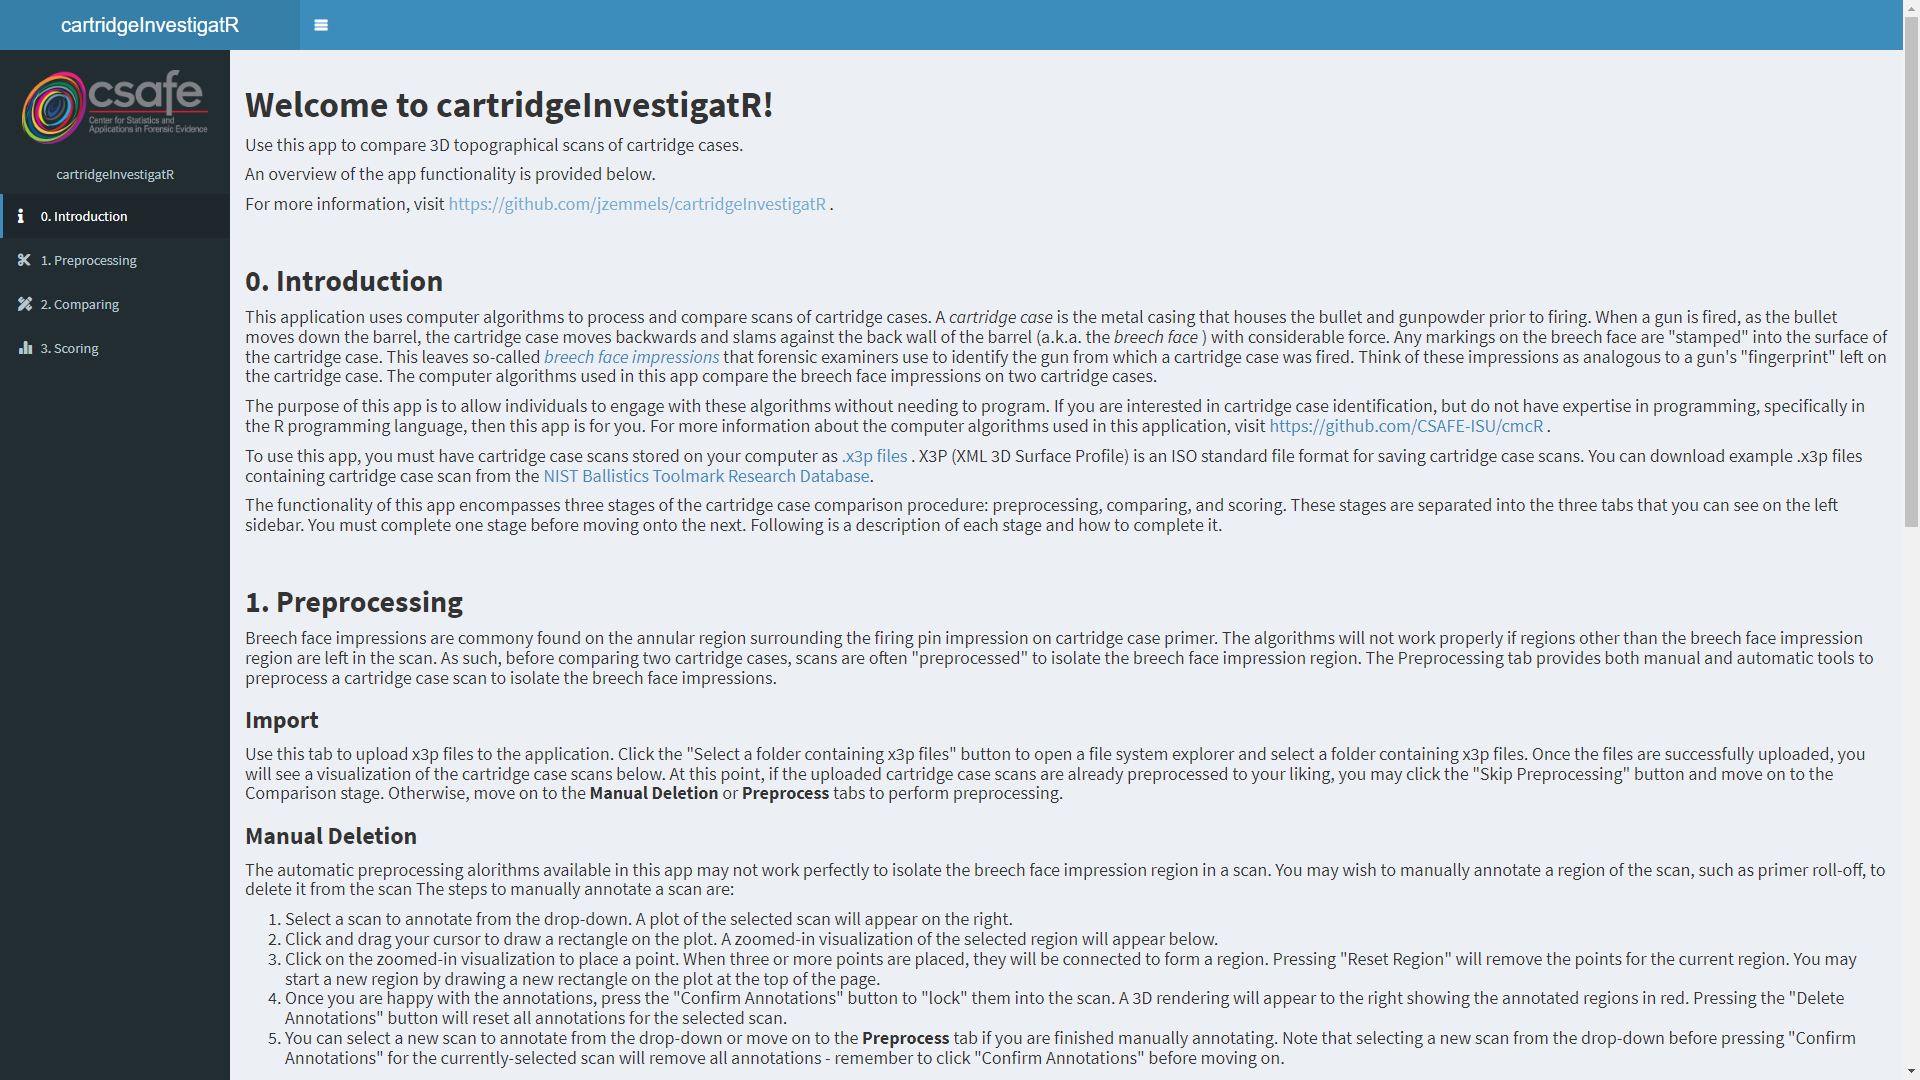 cartridgeInvestigatR
csafe
Center for Statistics and
Applications in Forensic Evidence
cartridgeInvestigatR
0. Introduction
1. Preprocessing
2. Comparing
3. Scoring
Welcome to cartridgeInvestigatR!
Use this app to compare 3D topographical scans of cartridge cases.
An overview of the app functionality is provided below.
For more information, visit https://github.com/jzemmels/cartridgeInvestigatR .
0. Introduction
This application uses computer algorithms to process and compare scans of cartridge cases. A cartridge case is the metal casing that houses the bullet and gunpowder prior to firing. When a gun is fired, as the bullet
moves down the barrel, the cartridge case moves backwards and slams against the back wall of the barrel (a.k.a. the breech face ) with considerable force. Any markings on the breech face are "stamped" into the surface of
the cartridge case. This leaves so-called breech face impressions that forensic examiners use to identify the gun from which a cartridge case was fired. Think of these impressions as analogous to a gun's "fingerprint" left on
the cartridge case. The computer algorithms used in this app compare the breech face impressions on two cartridge cases.
The purpose of this app is to allow individuals to engage with these algorithms without needing to program. If you are interested in cartridge case identification, but do not have expertise in programming, specifically in
the R programming language, then this app is for you. For more information about the computer algorithms used in this application, visit https://github.com/CSAFE-ISU/cmcR .
To use this app, you must have cartridge case scans stored on your computer as .x3p files . X3P (XML 3D Surface Profile) is an ISO standard file format for saving cartridge case scans. You can download example .x3p files
containing cartridge case scan from the NIST Ballistics Toolmark Research Database.
The functionality of this app encompasses three stages of the cartridge case comparison procedure: preprocessing, comparing, and scoring. These stages are separated into the three tabs that you can see on the left
sidebar. You must complete one stage before moving onto the next. Following is a description of each stage and how to complete it.
1. Preprocessing
Breech face impressions are commony found on the annular region surrounding the firing pin impression on cartridge case primer. The algorithms will not work properly if regions other than the breech face impression
region are left in the scan. As such, before comparing two cartridge cases, scans are often "preprocessed" to isolate the breech face impression region. The Preprocessing tab provides both manual and automatic tools to
preprocess a cartridge case scan to isolate the breech face impressions.
Import
Use this tab to upload x3p files to the application. Click the "Select a folder containing x3p files" button to open a file system explorer and select a folder containing x3p files. Once the files are successfully uploaded, you
will see a visualization of the cartridge case scans below. At this point, if the uploaded cartridge case scans are already preprocessed to your liking, you may click the "Skip Preprocessing" button and move on to the
Comparison stage. Otherwise, move on to the Manual Deletion or Preprocess tabs to perform preprocessing.
Manual Deletion
The automatic preprocessing alorithms available in this app may not work perfectly to isolate the breech face impression region in a scan. You may wish to manually annotate a region of the scan, such as primer roll-off, to
delete it from the scan The steps to manually annotate a scan are:
1. Select a scan to annotate from the drop-down. A plot of the selected scan will appear on the right.
2. Click and drag your cursor to draw a rectangle on the plot. A zoomed-in visualization of the selected region will appear below.
3. Click on the zoomed-in visualization to place a point. When three or more points are placed, they will be connected to form a region. Pressing "Reset Region" will remove the points for the current region. You may
start a new region by drawing a new rectangle on the plot at the top of the page.
4. Once you are happy with the annotations, press the "Confirm Annotations" button to "lock" them into the scan. A 3D rendering will appear to the right showing the annotated regions in red. Pressing the "Delete
Annotations" button will reset all annotations for the selected scan.
5. You can select a new scan to annotate from the drop-down or move on to the Preprocess tab if you are finished manually annotating. Note that selecting a new scan from the drop-down before pressing "Confirm
Annotations" for the currently-selected scan will remove all annotations - remember to click "Confirm Annotations" before moving on.